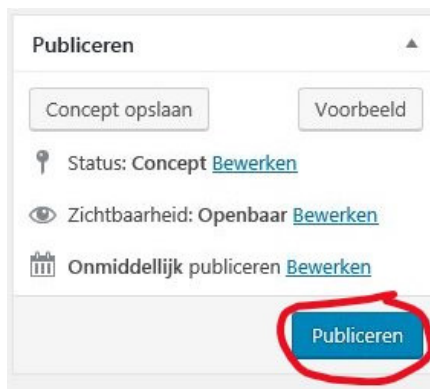 Publiceren
Concept opslaan Voorbeeld
Status: Concept Bewerken
Zichtbaarheid: Openbaar Bewerken
Onmiddellijk publiceren Bewerken
Publiceren